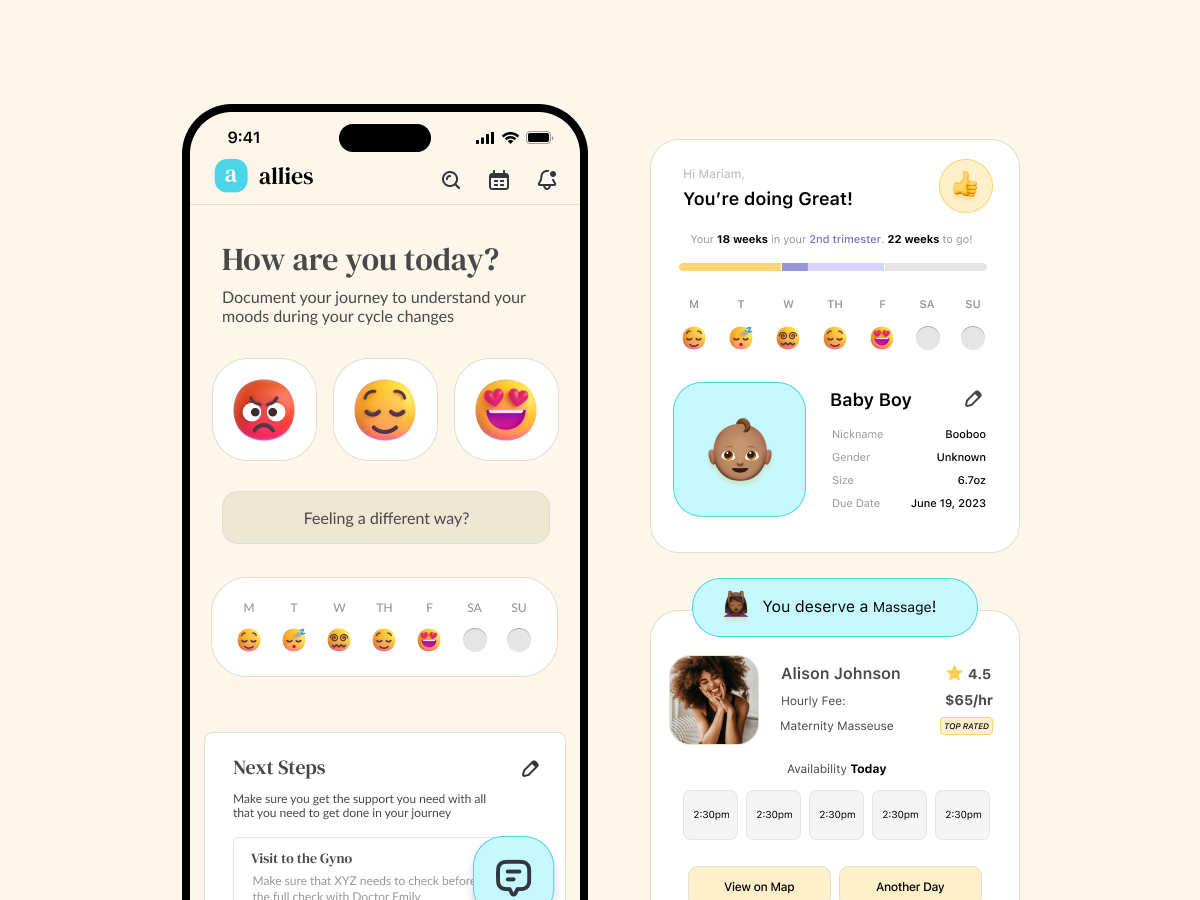 9:41
a allies
How are you today?
Document your journey to understand your
moods during your cycle changes
Feeling a different way?
M T W TH F SA SU
Next Steps
Make sure you get the support you need with all
that you need to get done in your journey
Visit to the Gyno
Make sure that XYZ needs to check before
the full check with Doctor Emily
Hi Mariam,
You're doing Great!
Your 18 weeks in your 2nd trimester. 22 weeks to go!
M T W TH F SA SU
Baby Boy
Nickname Booboo
Gender Unknown
Size 6.7oz
Due Date June 19, 2023
You deserve a Massage!
Alison Johnson 4.5
Hourly Fee: $65/hr
Maternity Masseuse TOP RATED
Availability Today
2:30pm 2:30pm 2:30pm 2:30pm 2:30pm
View on Map Another Day